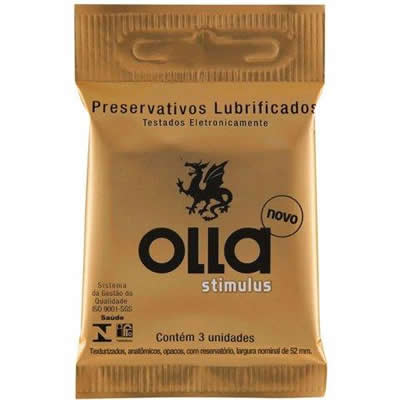 Preservativos Lubrificados
Testados Eletronicamente
novo
olla
stimulus
Sistema
da Gestão da
Qualidade
ISO 9001-SGS
Saúde
Contém 3 unidades
Texturizados, anatômicos, opacos, com reservatório, largura nominal de 52 mm.